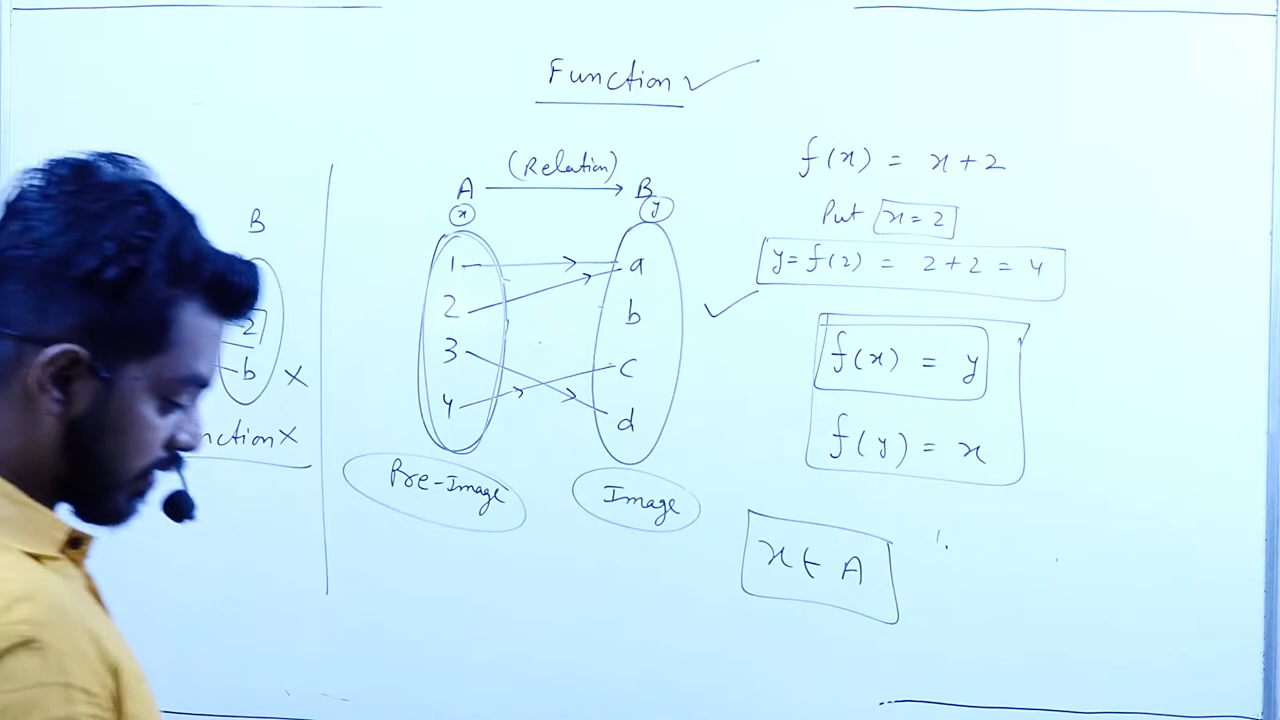 Function ✓
B
2
b ×
nction ×
(Relation)
A → B
x y
1 a
2 b
3 c
4 d
Pre-Image Image
✓
f(x) = x+2
Put x = 2
y = f(2) = 2+2 = 4
f(x) = y
f(y) = x
x ∈ A